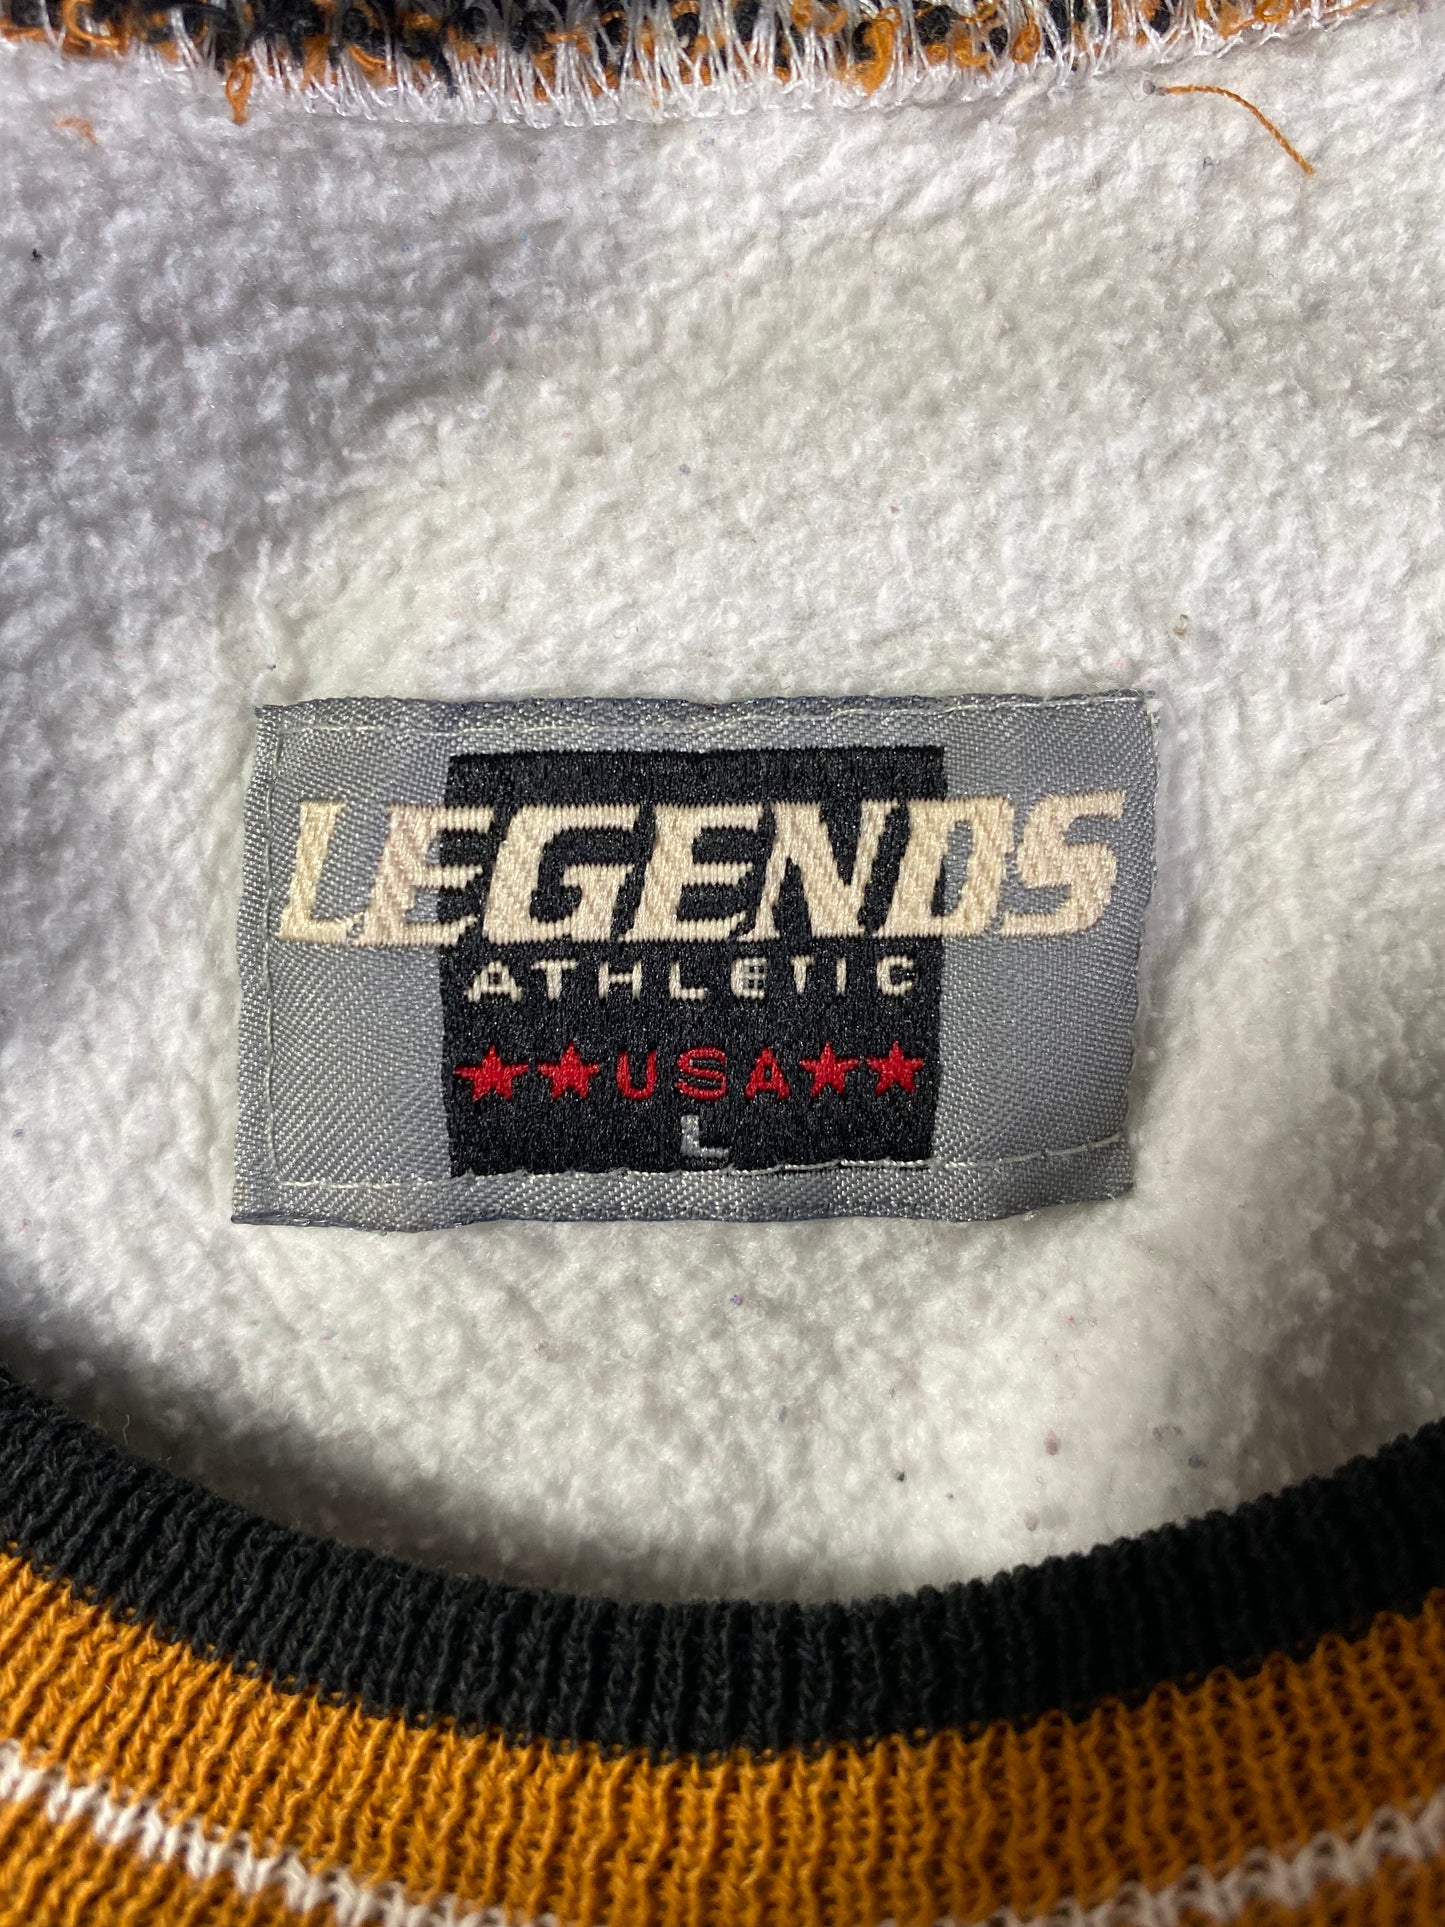 LEGENDS
ATHLETIC
★★USA★★
L